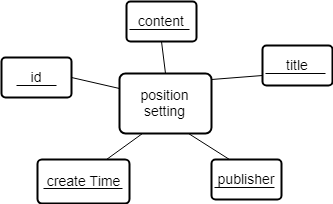 content
title
id
position
setting
create Time
publisher